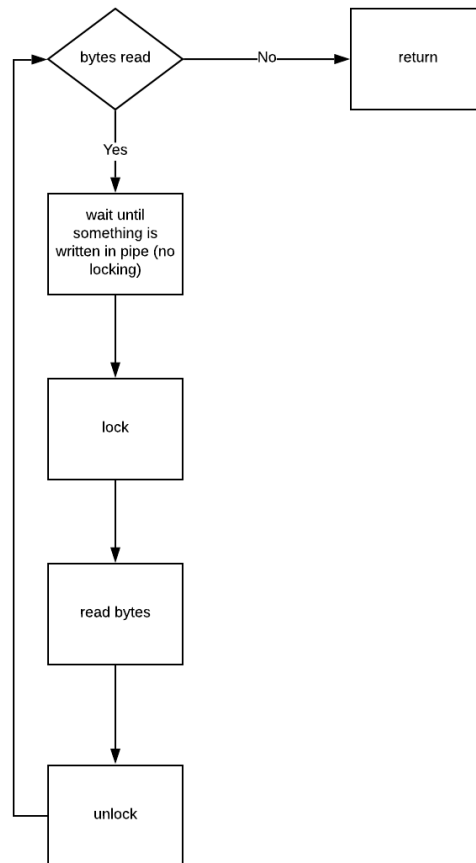 bytes read
No
return
Yes
wait until
something is
written in pipe (no
locking)
lock
read bytes
unlock